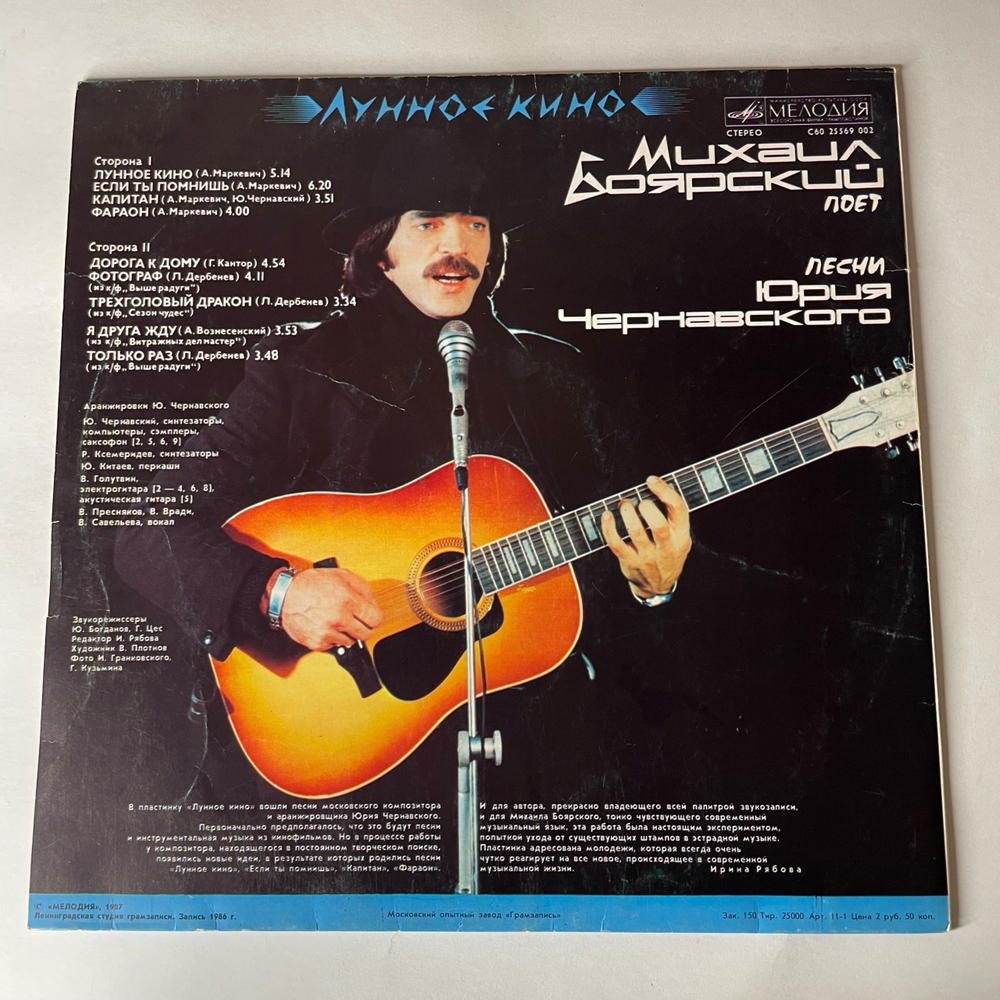 ЛУННОЕ КИНО
МИНИСТЕРСТВО КУЛЬТУРЫ СССР
МЕЛОДИЯ
ВСЕСОЮЗНАЯ ФИРМА ГРАМПЛАСТИНОК
СТЕРЕО С60 25569 002
Михаил
Боярский
ПОЕТ
ПЕСНИ
Юрия
Чернавского
Сторона I
ЛУННОЕ КИНО (А. Маркевич) 5.14
ЕСЛИ ТЫ ПОМНИШЬ (А. Маркевич) 6.20
КАПИТАН (А. Маркевич, Ю. Чернавский) 3.51
ФАРАОН (А. Маркевич) 4.00
Сторона II
ДОРОГА К ДОМУ (Г. Кантор) 4.54
ФОТОГРАФ (Л. Дербенев) 4.11
(из к/ф „Выше радуги“)
ТРЕХГОЛОВЫЙ ДРАКОН (Л. Дербенев) 3.34
(из к/ф „Сезон чудес“)
Я ДРУГА ЖДУ (А. Вознесенский) 3.53
(из к/ф „Витражных дел мастер“)
ТОЛЬКО РАЗ (Л. Дербенев) 3.48
(из к/ф „Выше радуги“)
Аранжировки Ю. Чернавского
Ю. Чернавский, синтезаторы,
компьютеры, сэмплеры,
саксофон [2, 5, 6, 9]
Р. Ксемеридев, синтезаторы
Ю. Китаев, перкашн
В. Голутвин,
электрогитара [2 — 4, 6, 8],
акустическая гитара [5]
В. Пресняков, В. Вради,
В. Савельева, вокал
Звукорежиссеры
Ю. Богданов, Г. Цес
Редактор И. Рябова
Художник В. Плотнов
Фото И. Гранковского,
Г. Кузьмина
В пластинку «Лунное кино» вошли песни московского композитора
и аранжировщика Юрия Чернавского.
Первоначально предполагалось, что это будут песни
и инструментальная музыка из кинофильмов. Но в процессе работы
у композитора, находящегося в постоянном творческом поиске,
появились новые идеи, в результате которых родились песни
«Лунное кино», «Если ты помнишь», «Капитан», «Фараон».
И для автора, прекрасно владеющего всей палитрой звукозаписи,
и для Михаила Боярского, тонко чувствующего современный
музыкальный язык, эта работа была настоящим экспериментом,
попыткой ухода от существующих штампов в эстрадной музыке.
Пластинка адресована молодежи, которая всегда очень
чутко реагирует на все новое, происходящее в современной
музыкальной жизни. Ирина Рябова
© «МЕЛОДИЯ», 1987
Ленинградская студия грамзаписи. Запись 1986 г.
Московский опытный завод «Грамзапись»
Зак. 150 Тир. 25000 Арт. 11-1 Цена 2 руб. 50 коп.